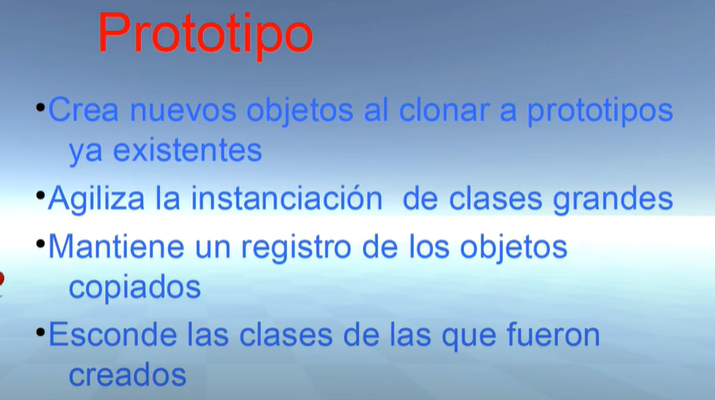 Prototipo
•Crea nuevos objetos al clonar a prototipos
ya existentes
•Agiliza la instanciación  de clases grandes
•Mantiene un registro de los objetos
copiados
•Esconde las clases de las que fueron
creados